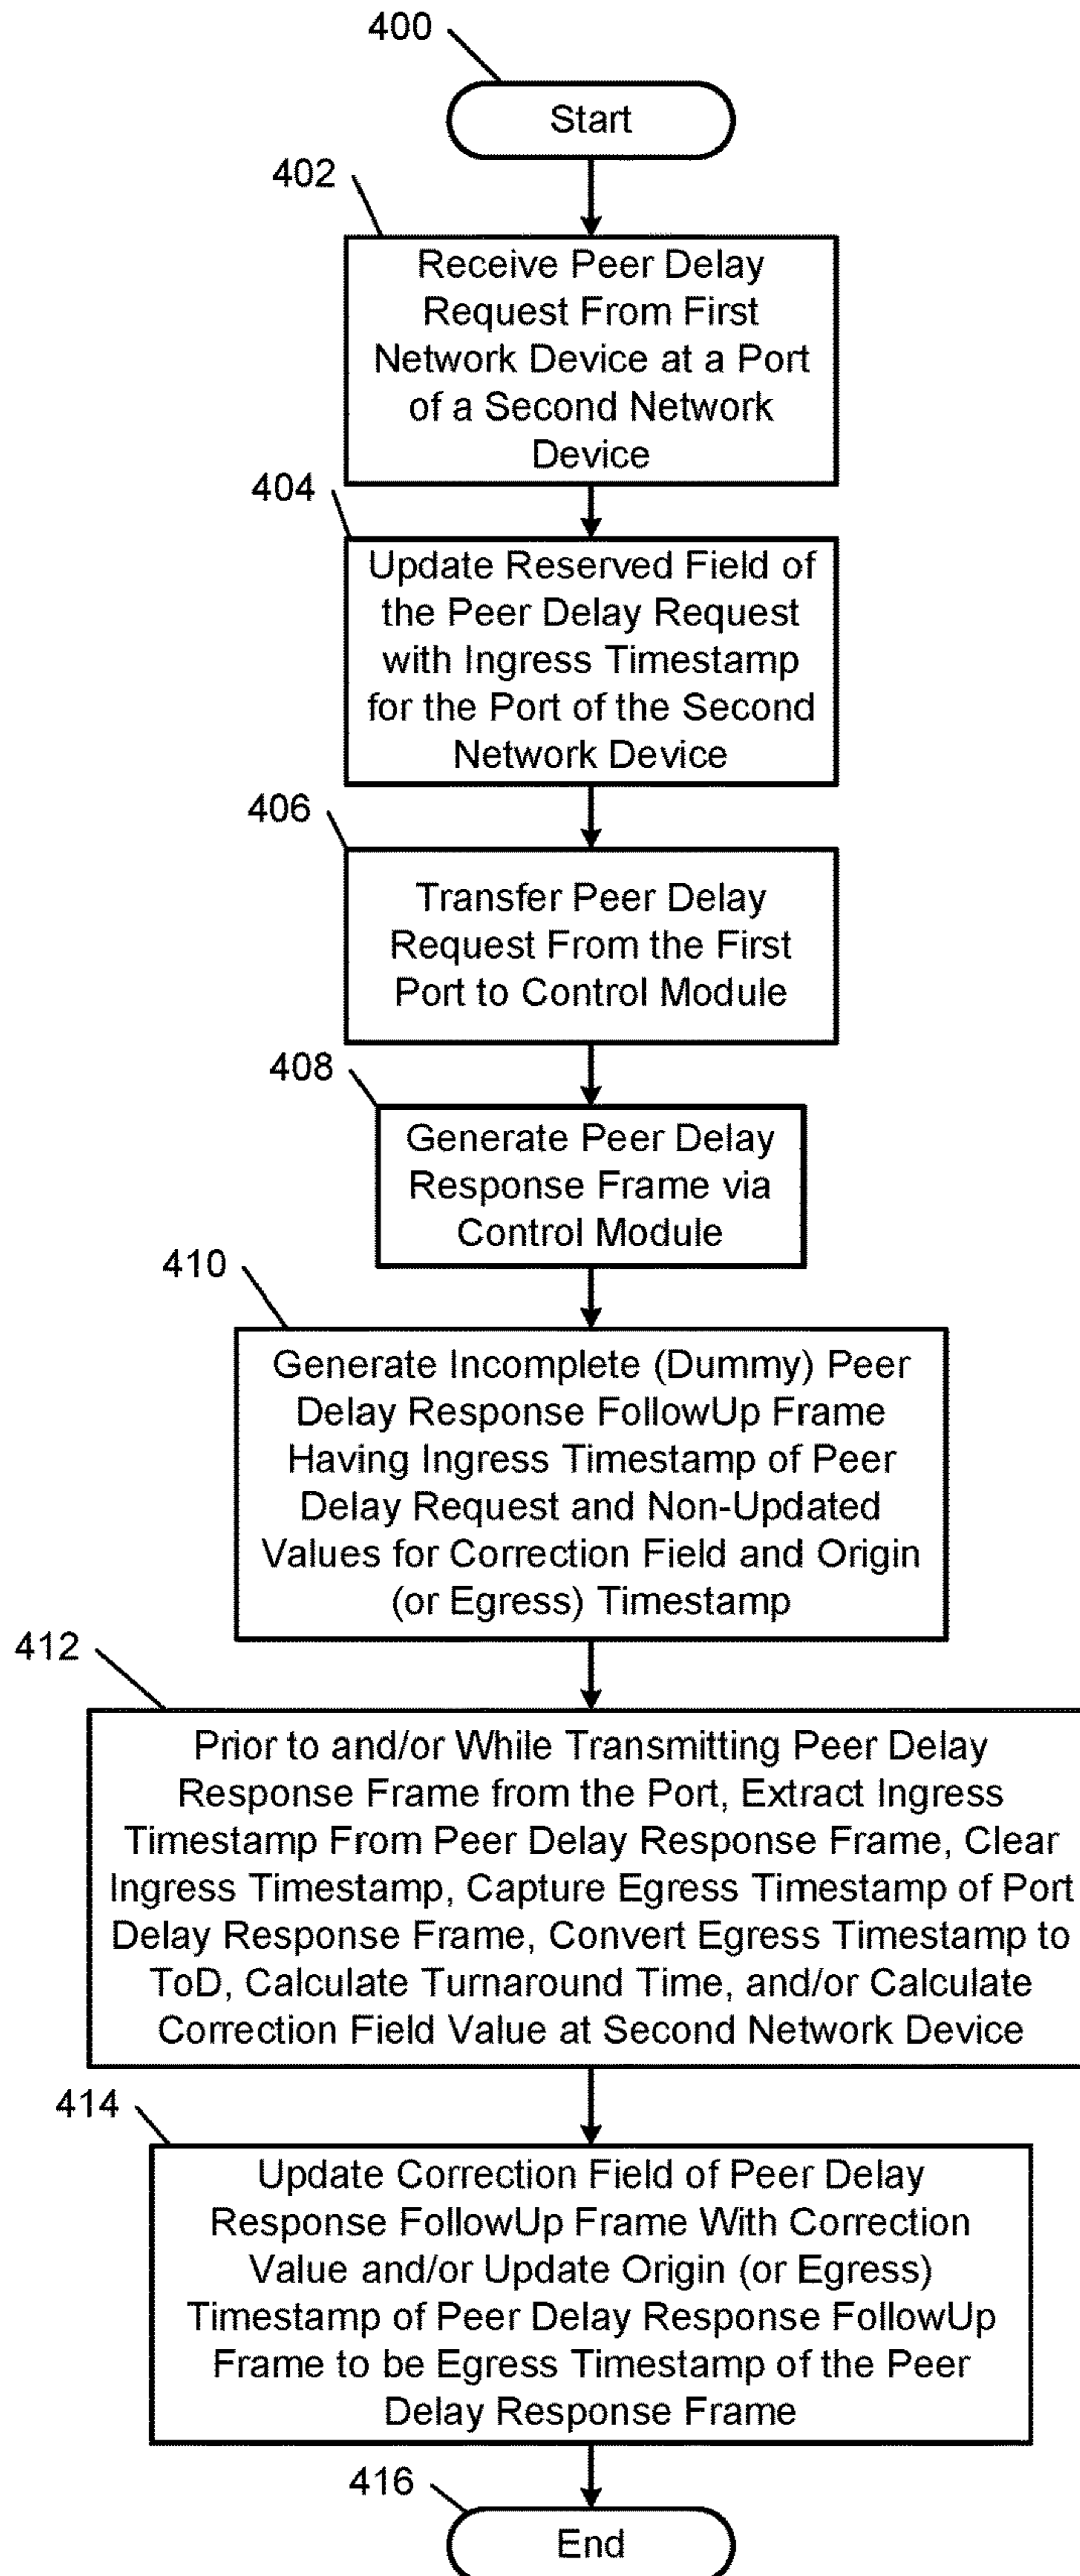 400
Start
402
Receive Peer Delay
Request From First
Network Device at a Port
of a Second Network
Device
404
Update Reserved Field of
the Peer Delay Request
with Ingress Timestamp
for the Port of the Second
Network Device
406
Transfer Peer Delay
Request From the First
Port to Control Module
408
Generate Peer Delay
Response Frame via
Control Module
410
Generate Incomplete (Dummy) Peer
Delay Response FollowUp Frame
Having Ingress Timestamp of Peer
Delay Request and Non-Updated
Values for Correction Field and Origin
(or Egress) Timestamp
412
Prior to and/or While Transmitting Peer Delay
Response Frame from the Port, Extract Ingress
Timestamp From Peer Delay Response Frame, Clear
Ingress Timestamp, Capture Egress Timestamp of Port
Delay Response Frame, Convert Egress Timestamp to
ToD, Calculate Turnaround Time, and/or Calculate
Correction Field Value at Second Network Device
414
Update Correction Field of Peer Delay
Response FollowUp Frame With Correction
Value and/or Update Origin (or Egress)
Timestamp of Peer Delay Response FollowUp
Frame to be Egress Timestamp of the Peer
Delay Response Frame
416
End